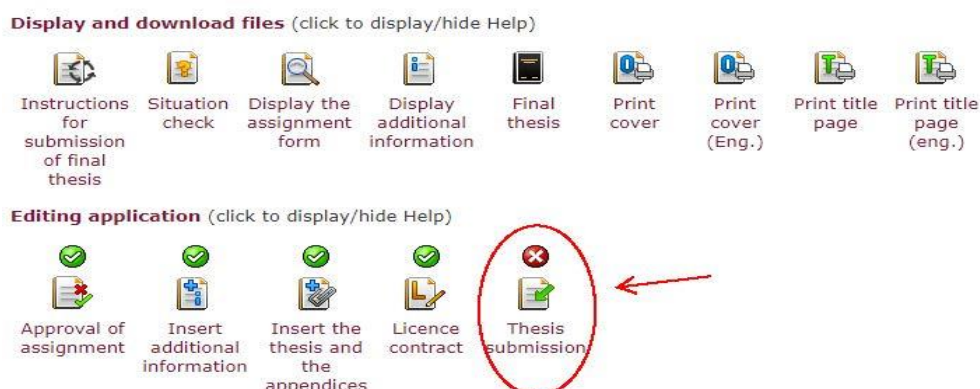 Display and download files (click to display/hide Help)
Instructions for submission of final thesis
Situation check
Display the assignment form
Display additional information
Final thesis
Print cover
Print cover (Eng.)
Print title page
Print title page (eng.)
Editing application (click to display/hide Help)
Approval of assignment
Insert additional information
Insert the thesis and the appendices
Licence contract
Thesis submission